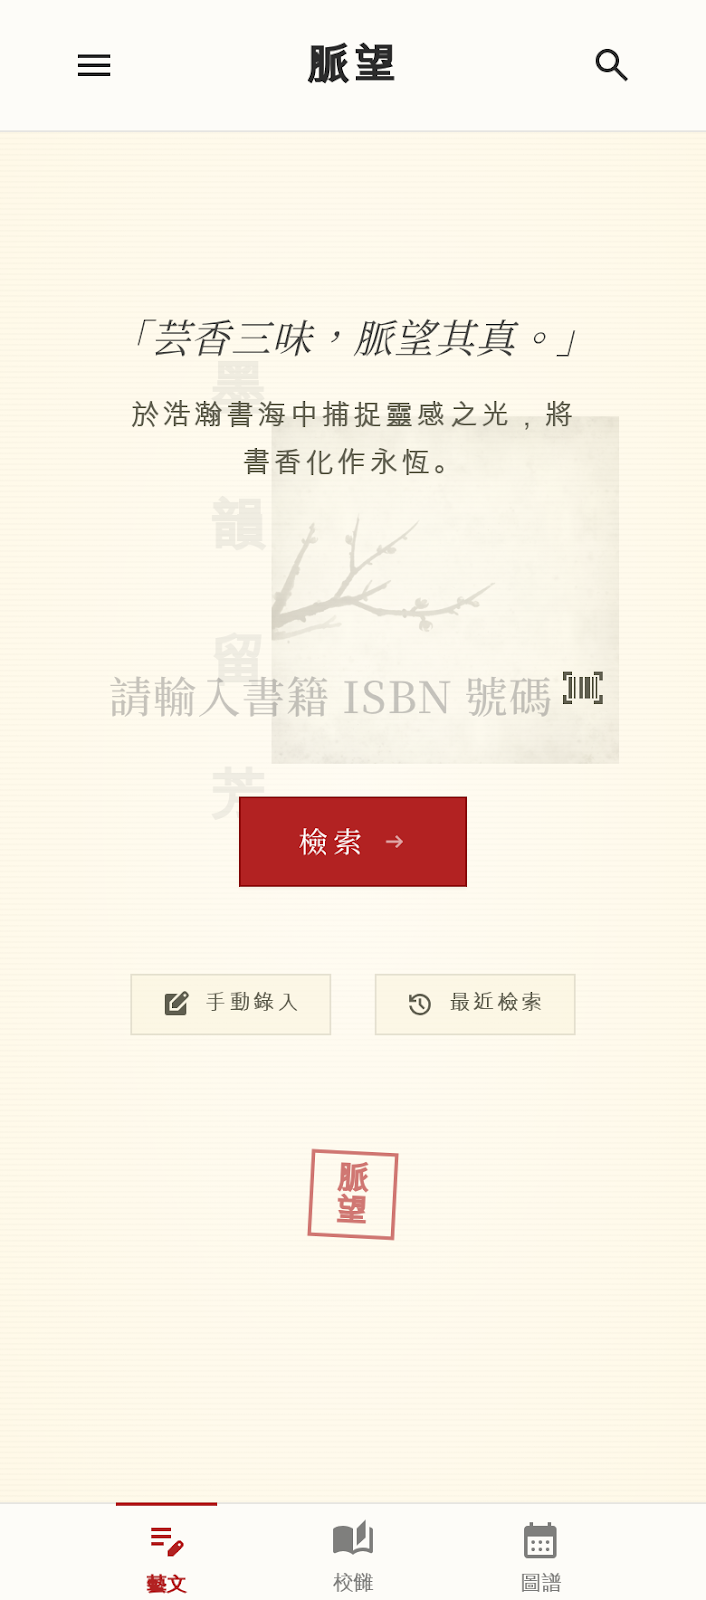 脈望
「芸香三味，脈望其真。」
於浩瀚書海中捕捉靈感之光，將
書香化作永恆。
墨韻留芳
請輸入書籍 ISBN 號碼
檢索 →
手動錄入
最近檢索
脈望
藝文
校讎
圖譜